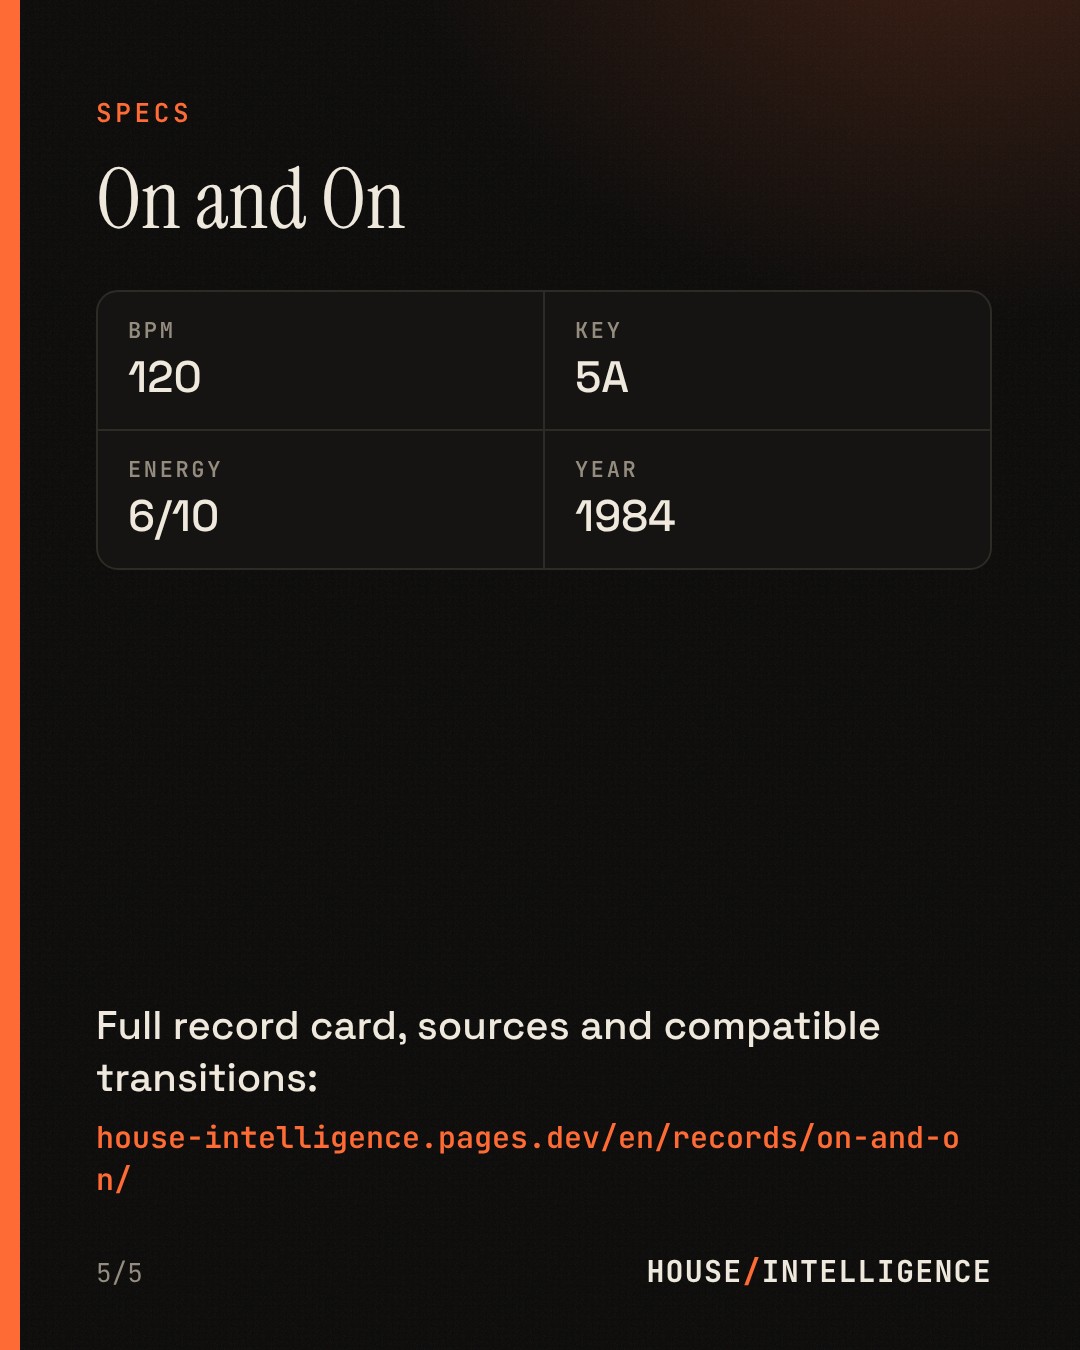 SPECS
On and On
BPM
120
KEY
5A
ENERGY
6/10
YEAR
1984
Full record card, sources and compatible
transitions:
house-intelligence.pages.dev/en/records/on-and-o
n/
5/5
HOUSE/INTELLIGENCE